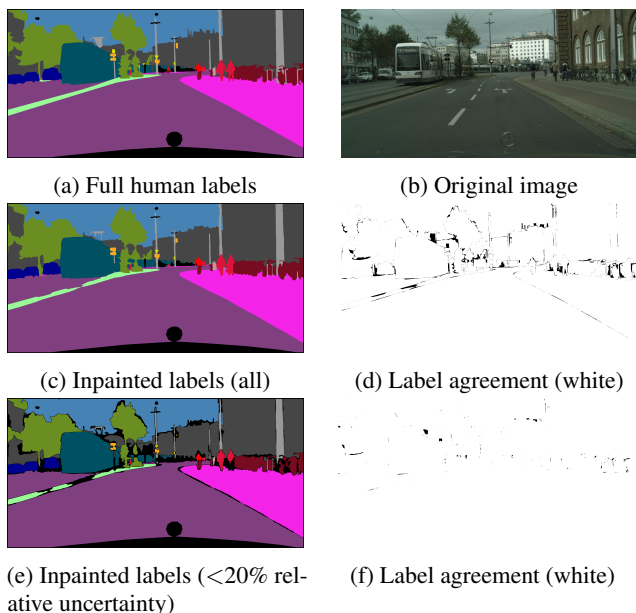 (a) Full human labels
(b) Original image
(c) Inpainted labels (all)
(d) Label agreement (white)
(e) Inpainted labels (<20% rel-
ative uncertainty)
(f) Label agreement (white)